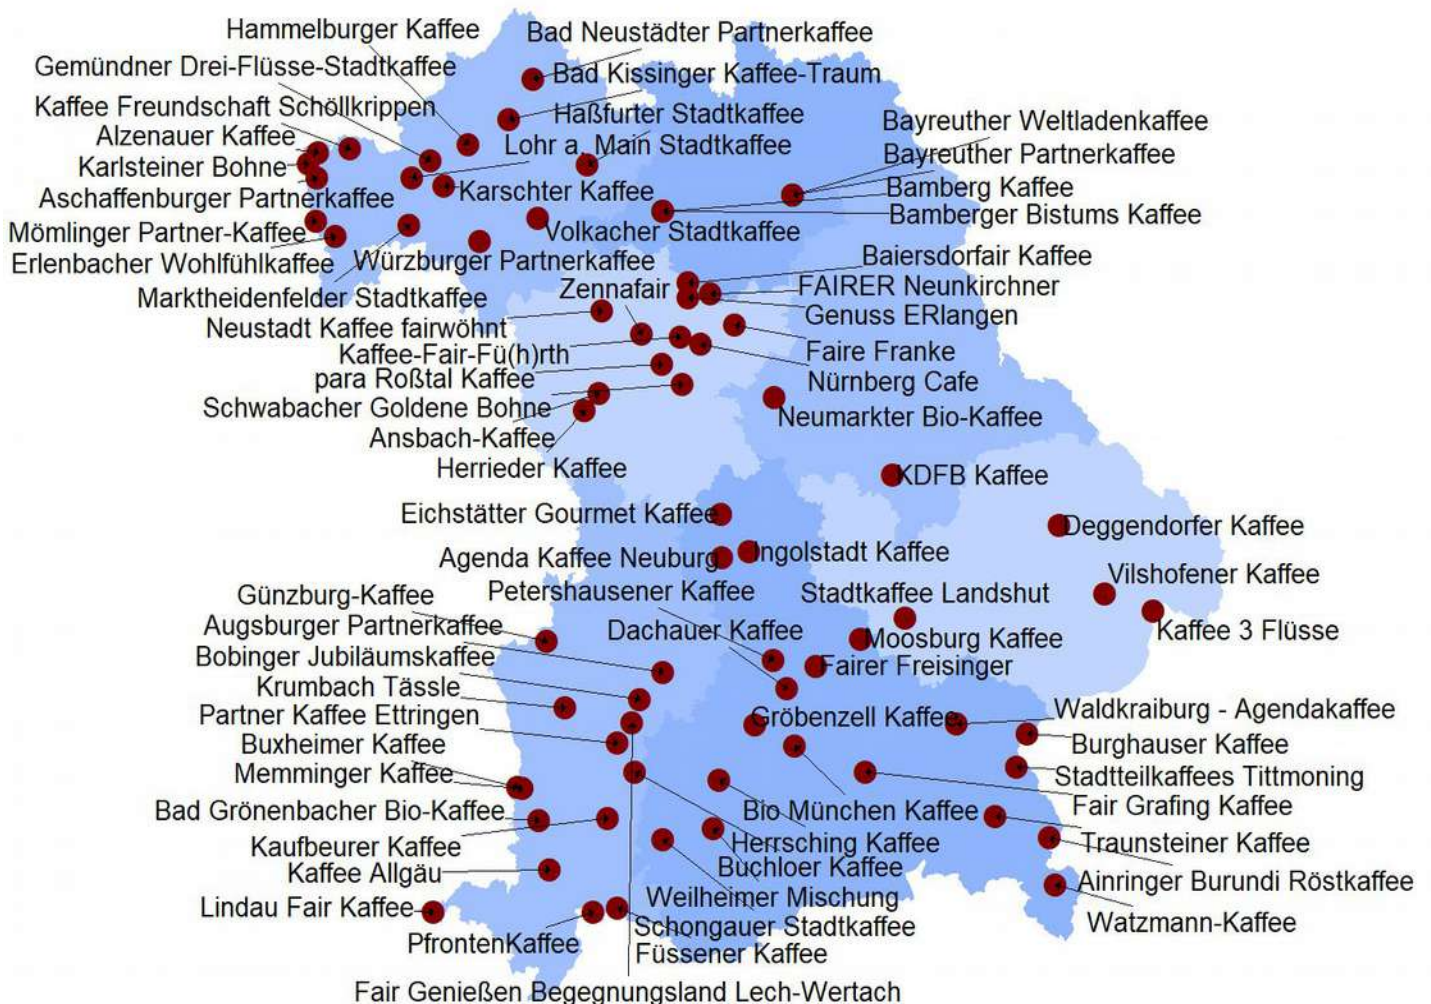 Hammelburger Kaffee
Bad Neustädter Partnerkaffee
Gemündner Drei-Flüsse-Stadtkaffee
Bad Kissinger Kaffee-Traum
Kaffee Freundschaft Schöllkrippen
Haßfurter Stadtkaffee
Bayreuther Weltladenkaffee
Alzenauer Kaffee
Lohr a. Main Stadtkaffee
Bayreuther Partnerkaffee
Karlsteiner Bohne
Karschter Kaffee
Bamberg Kaffee
Aschaffenburger Partnerkaffee
Bamberger Bistums Kaffee
Mömlinger Partner-Kaffee
Volkacher Stadtkaffee
Erlenbacher Wohlfühlkaffee
Würzburger Partnerkaffee
Baiersdorfair Kaffee
Marktheidenfelder Stadtkaffee
Zennafair
FAIRER Neunkirchner
Neustadt Kaffee fairwöhnt
Genuss ERlangen
Kaffee-Fair-Fü(h)rth
Faire Franke
para Roßtal Kaffee
Nürnberg Cafe
Schwabacher Goldene Bohne
Neumarkter Bio-Kaffee
Ansbach-Kaffee
Herrieder Kaffee
KDFB Kaffee
Eichstätter Gourmet Kaffee
Deggendorfer Kaffee
Agenda Kaffee Neuburg
Ingolstadt Kaffee
Vilshofener Kaffee
Günzburg-Kaffee
Petershausener Kaffee
Stadtkaffee Landshut
Augsburger Partnerkaffee
Dachauer Kaffee
Moosburg Kaffee
Kaffee 3 Flüsse
Bobinger Jubiläumskaffee
Fairer Freisinger
Krumbach Tässle
Partner Kaffee Ettringen
Gröbenzell Kaffee
Waldkraiburg - Agendakaffee
Buxheimer Kaffee
Burghauser Kaffee
Memminger Kaffee
Stadtteilkaffees Tittmoning
Bad Grönenbacher Bio-Kaffee
Bio München Kaffee
Fair Grafing Kaffee
Kaufbeurer Kaffee
Herrsching Kaffee
Traunsteiner Kaffee
Kaffee Allgäu
Buchloer Kaffee
Ainringer Burundi Röstkaffee
Lindau Fair Kaffee
Weilheimer Mischung
Watzmann-Kaffee
PfrontenKaffee
Schongauer Stadtkaffee
Füssener Kaffee
Fair Genießen Begegnungsland Lech-Wertach